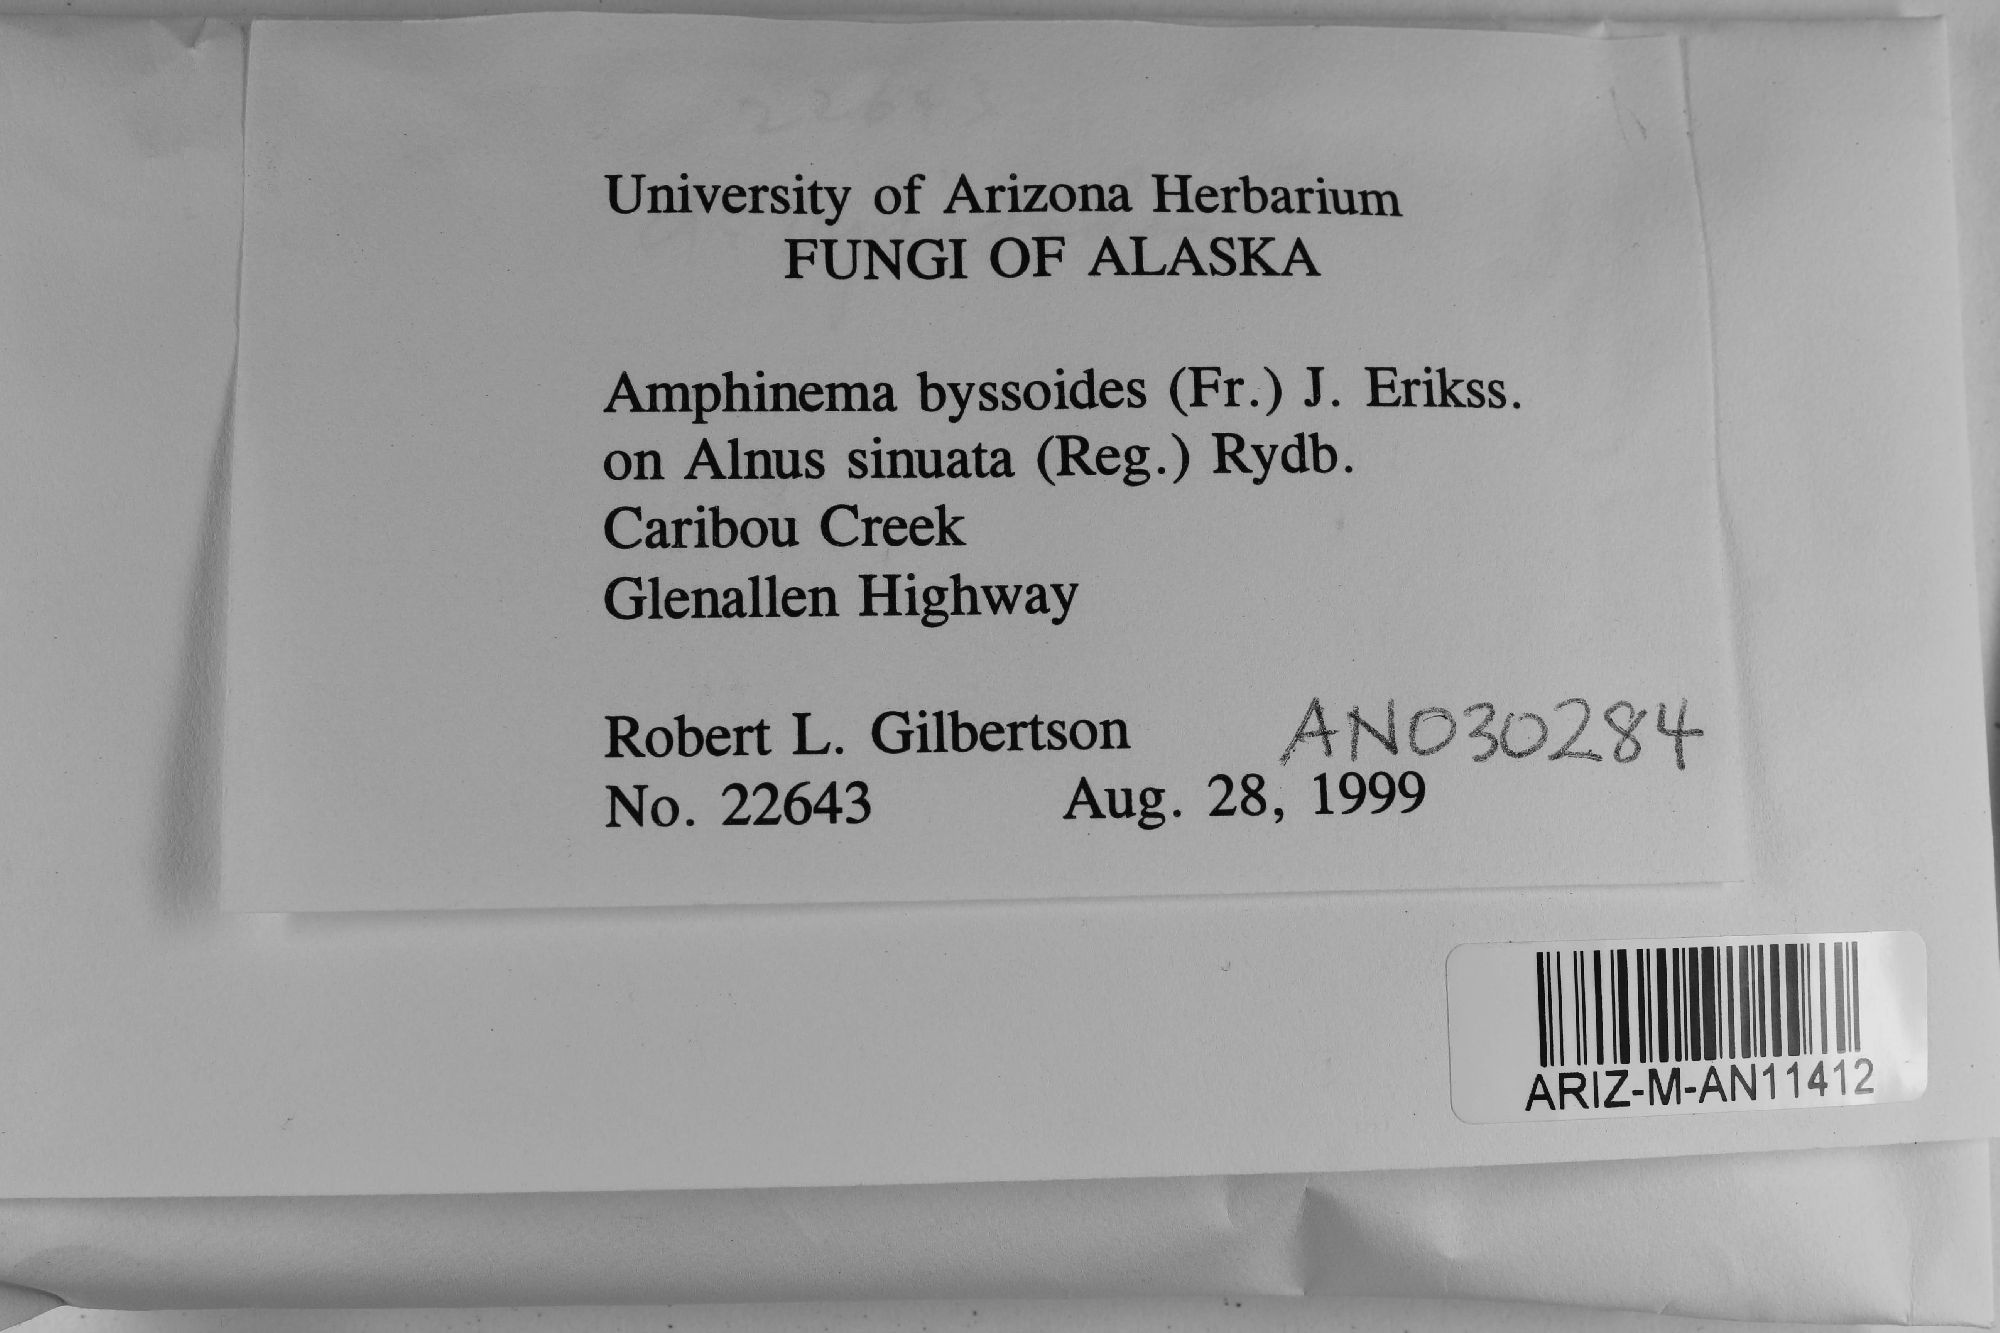 University of Arizona Herbarium
FUNGI OF ALASKA
Amphinema byssoides (Fr.) J. Erikss.
on Alnus sinuata (Reg.) Rydb.
Caribou Creek
Glenallen Highway
Robert L. Gilbertson
AN030284
No. 22643 Aug. 28, 1999
ARIZ-M-AN11412